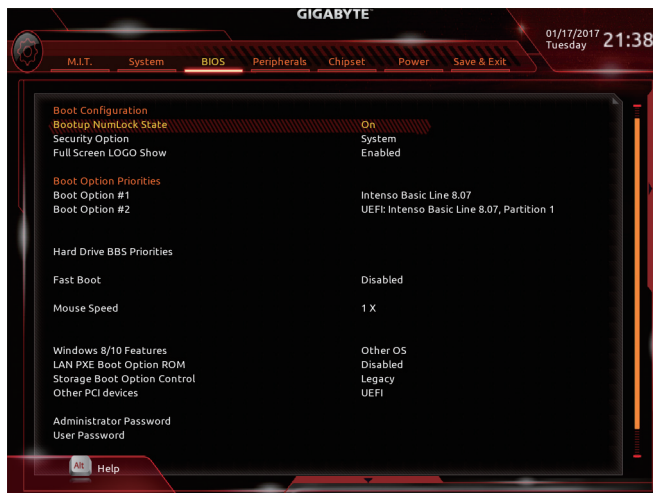 GIGABYTE™
01/17/2017
Tuesday
21:38
M.I.T. System BIOS Peripherals Chipset Power Save & Exit
Boot Configuration
Bootup NumLock State On
Security Option System
Full Screen LOGO Show Enabled
Boot Option Priorities
Boot Option #1 Intenso Basic Line 8.07
Boot Option #2 UEFI: Intenso Basic Line 8.07, Partition 1
Hard Drive BBS Priorities
Fast Boot Disabled
Mouse Speed 1 X
Windows 8/10 Features Other OS
LAN PXE Boot Option ROM Disabled
Storage Boot Option Control Legacy
Other PCI devices UEFI
Administrator Password
User Password
Alt Help